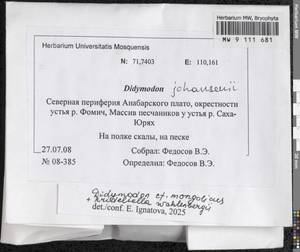 Herbarium MW, Bryophyta
MW 9 111 681
Herbarium Universitatis Mosquensis
N: 71,7403 E: 110,161
Didymodon johansenii
Северная периферия Анабарского плато, окрестности
устья р. Фомич, Массив песчаников у устья р. Саха-
Юрях
На полке скалы, на песке
27.07.08 Собрал: Федосов В.Э.
№ 08-385 Определил: Федосов В.Э.
Didymodon cf. mongolicus
+ Kruseliella wahlenbergii
det./conf. E. Ignatova, 2025